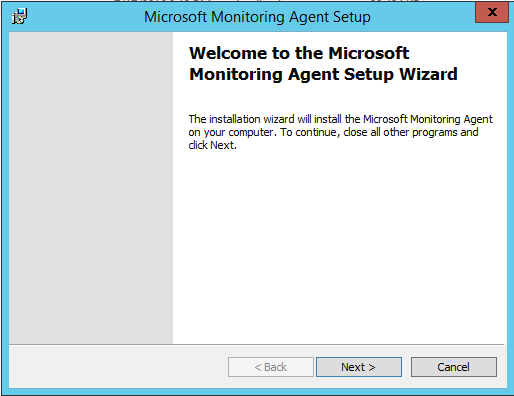 Microsoft Monitoring Agent Setup
x
Welcome to the Microsoft
Monitoring Agent Setup Wizard
The installation wizard will install the Microsoft Monitoring Agent
on your computer. To continue, close all other programs and
click Next.
< Back
Next >
Cancel